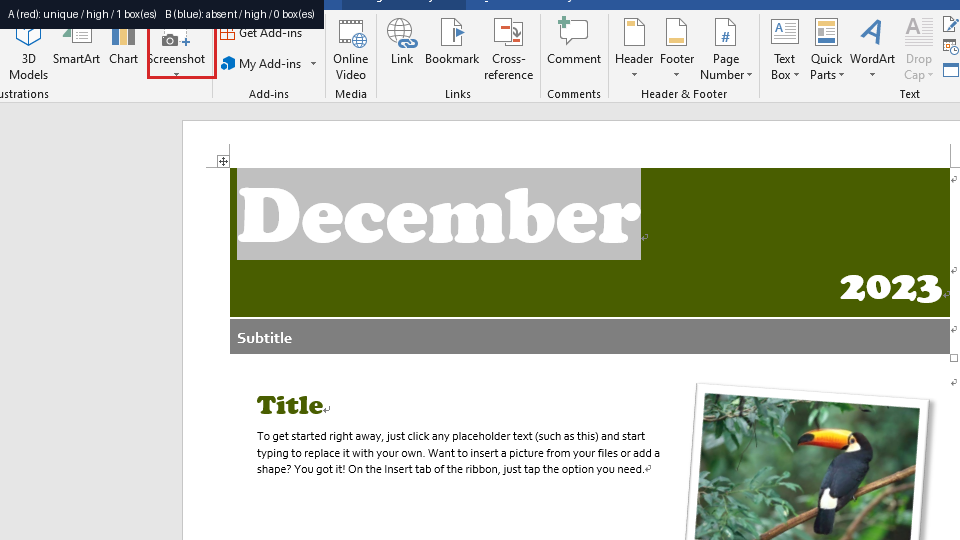 A (red): unique / high / 1 box(es) B (blue): absent / high / 0 box(es)
3D Models
SmartArt
Chart
Screenshot
Get Add-ins
My Add-ins
Online Video
Link
Bookmark
Cross-reference
Comment
Header
Footer
Page Number
Text Box
Quick Parts
WordArt
Drop Cap
ustrations
Add-ins
Media
Links
Comments
Header & Footer
Text
December
2023
Subtitle
Title
To get started right away, just click any placeholder text (such as this) and start
typing to replace it with your own. Want to insert a picture from your files or add a
shape? You got it! On the Insert tab of the ribbon, just tap the option you need.